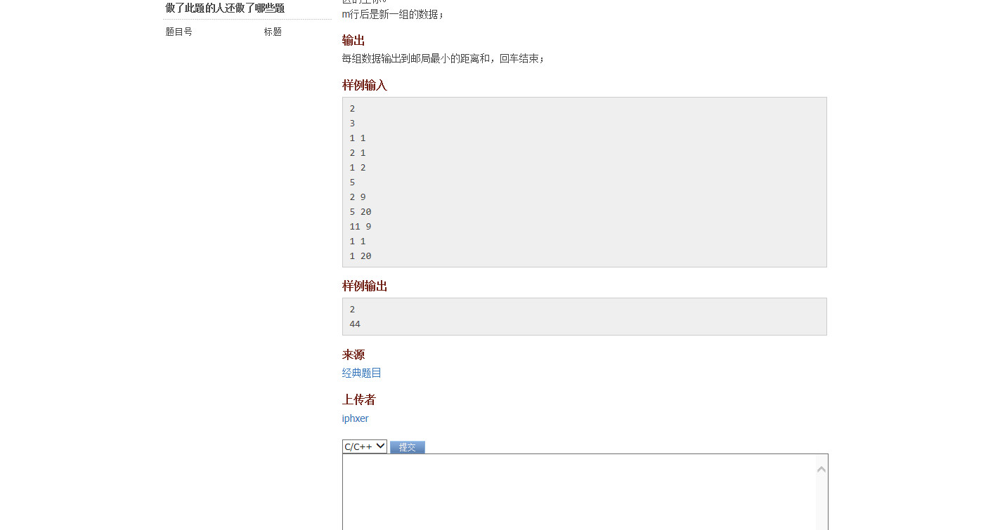 做了此题的人还做了哪些题
题目号 标题
m行后是新一组的数据；
输出
每组数据输出到邮局最小的距离和，回车结束；
样例输入
2
3
1 1
2 1
1 2
5
2 9
5 20
11 9
1 1
1 20
样例输出
2
44
来源
经典题目
上传者
iphxer
C/C++ 提交